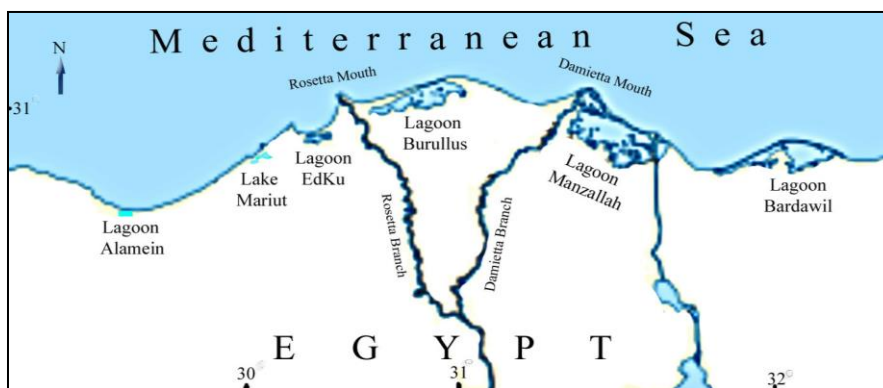 Mediterranean Sea
N
Rosetta Mouth
Damietta Mouth
31°
Lagoon
Burullus
Lagoon
EdKu
Lake
Mariut
Lagoon
Manzallah
Lagoon
Bardawil
Lagoon
Alamein
Rosetta Branch
Damietta Branch
EGYPT
30°
31°
32°